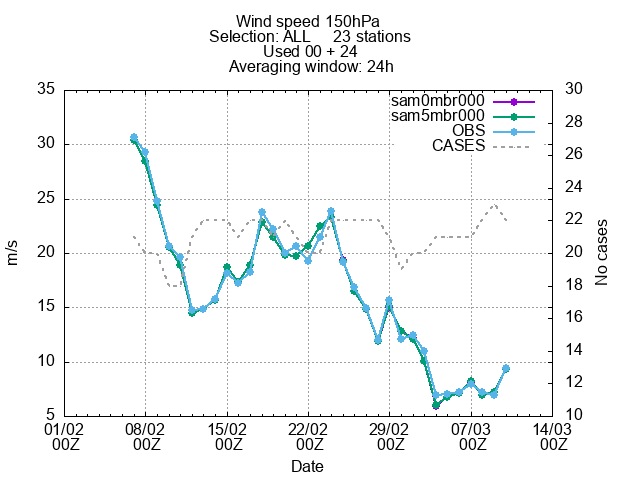 Wind speed 150hPa
Selection: ALL 23 stations
Used 00 + 24
Averaging window: 24h
35 30
sam0mbr000
28
sam5mbr000
OBS
30 CASES 26
24
25
22
m/s 20 20 No cases
18
15
16
14
10
12
5 10
01/02 08/02 15/02 22/02 29/02 07/03 14/03
00Z 00Z 00Z 00Z 00Z 00Z 00Z
Date